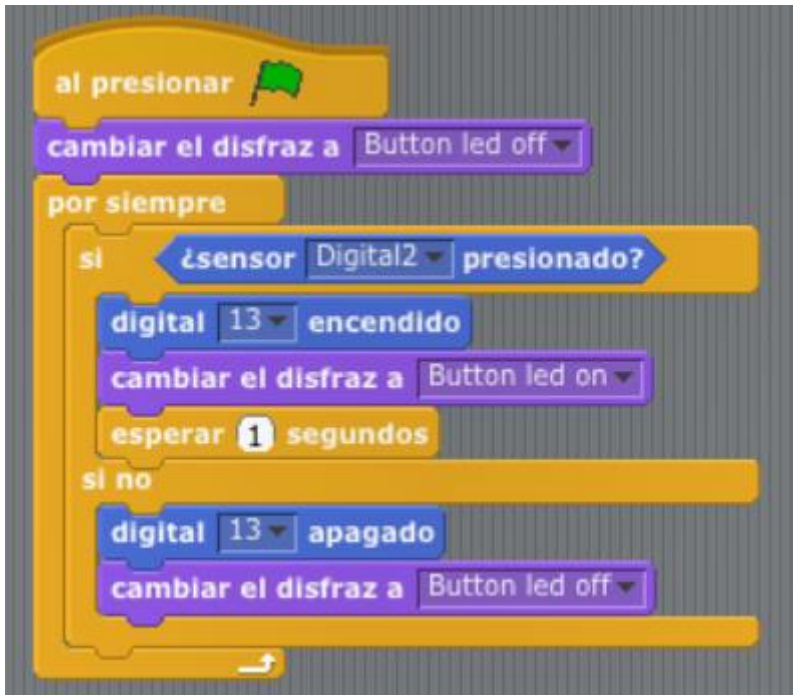 al presionar
cambiar el disfraz a Button led off
por siempre
si ¿sensor Digital2 presionado?
digital 13 encendido
cambiar el disfraz a Button led on
esperar 1 segundos
si no
digital 13 apagado
cambiar el disfraz a Button led off